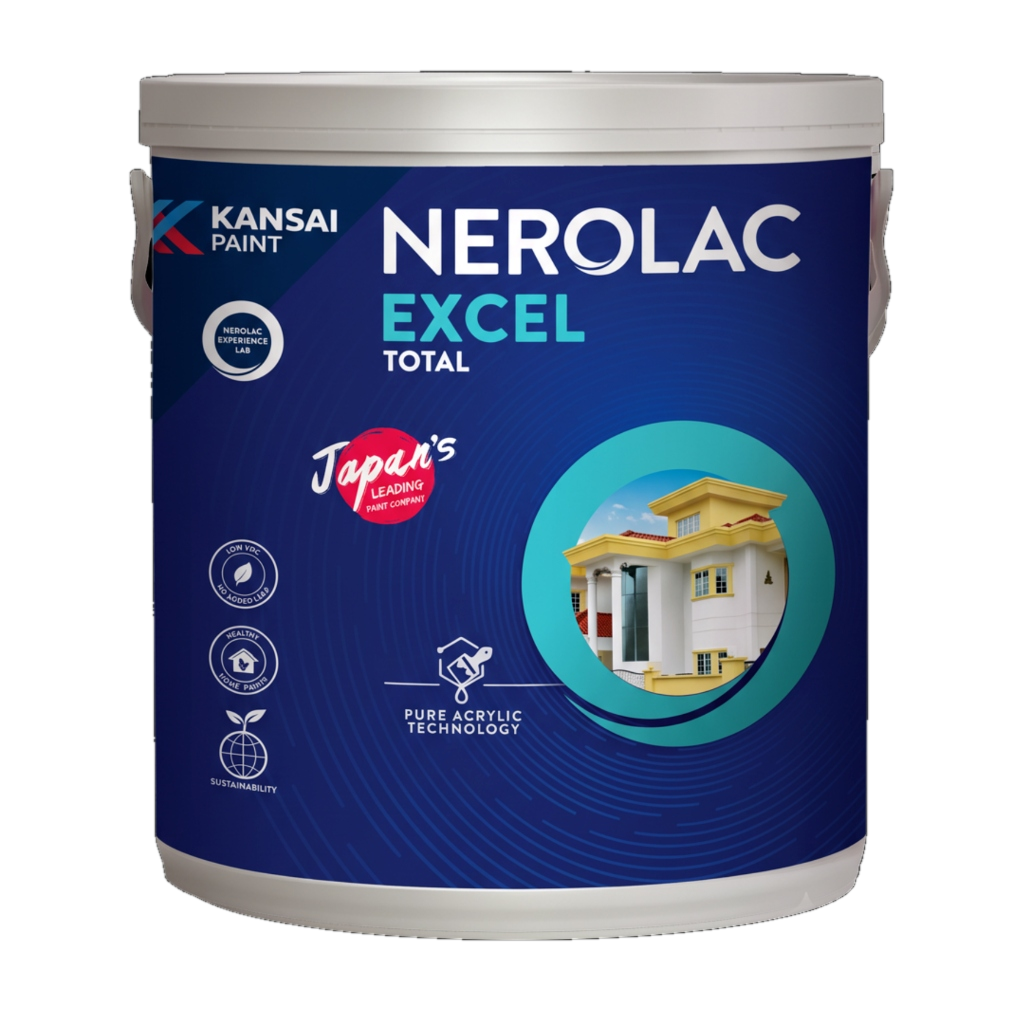 KANSAI
PAINT
NEROLAC
EXCEL
TOTAL
NEROLAC
EXPERIENCE
LAB
Japan's
LEADING
PAINT COMPANY
LOW VOC
NO ADDED LEAD
HEALTHY
HOME PAINTS
SUSTAINABILITY
PURE ACRYLIC
TECHNOLOGY